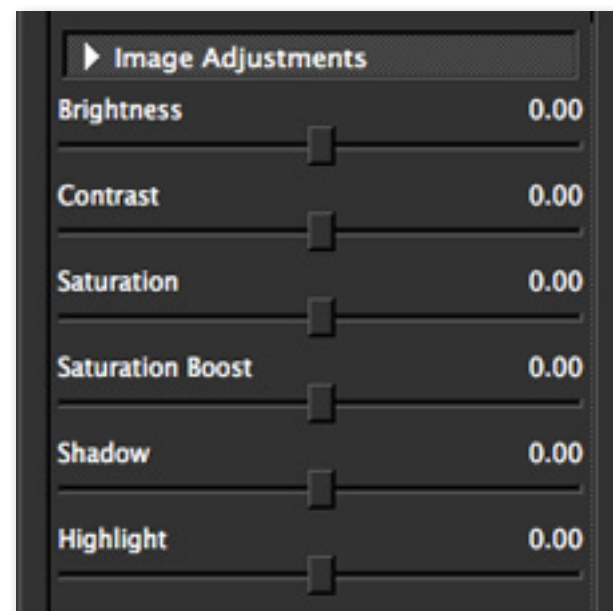 Image Adjustments
Brightness 0.00
Contrast 0.00
Saturation 0.00
Saturation Boost 0.00
Shadow 0.00
Highlight 0.00